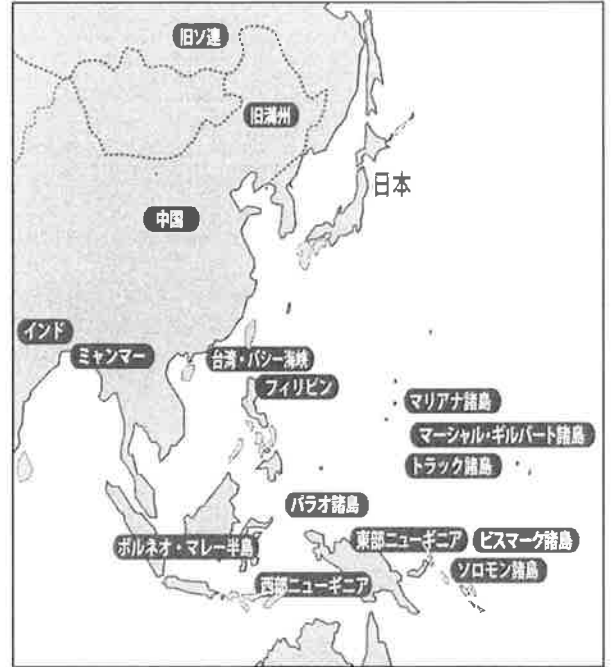 旧ソ連
旧満州
日本
中国
インド
ミャンマー
台湾・バシー海峡
フィリピン
マリアナ諸島
マーシャル・ギルバート諸島
トラック諸島
パラオ諸島
ボルネオ・マレー半島
東部ニューギニア
ビスマーク諸島
ソロモン諸島
西部ニューギニア